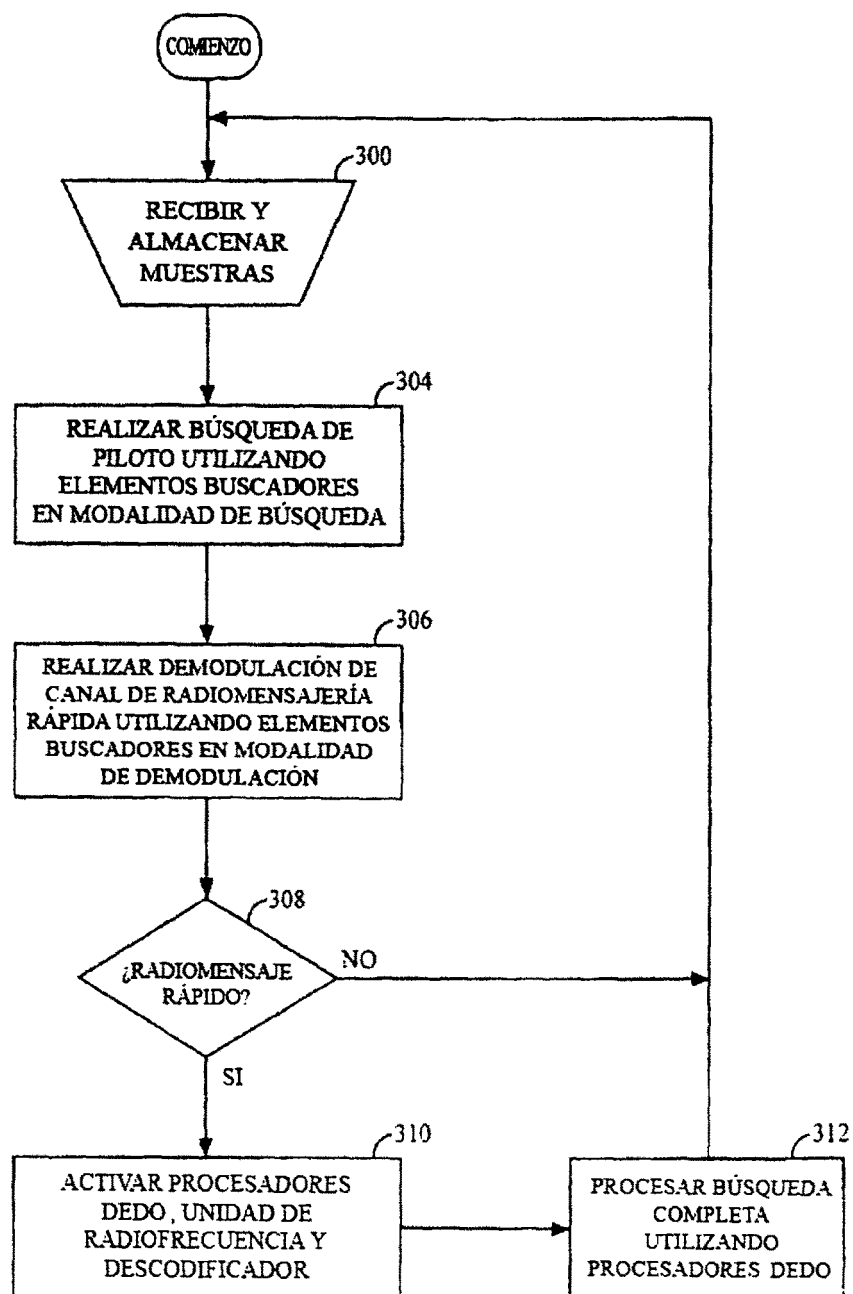 COMIENZO
300
RECIBIR Y
ALMACENAR
MUESTRAS
304
REALIZAR BÚSQUEDA DE
PILOTO UTILIZANDO
ELEMENTOS BUSCADORES
EN MODALIDAD DE BÚSQUEDA
306
REALIZAR DEMODULACIÓN DE
CANAL DE RADIOMENSAJERÍA
RÁPIDA UTILIZANDO ELEMENTOS
BUSCADORES EN MODALIDAD
DE DEMODULACIÓN
308
¿RADIOMENSAJE
RÁPIDO?
NO
SI
310
ACTIVAR PROCESADORES
DEDO , UNIDAD DE
RADIOFRECUENCIA Y
DESCODIFICADOR
312
PROCESAR BÚSQUEDA
COMPLETA
UTILIZANDO
PROCESADORES DEDO